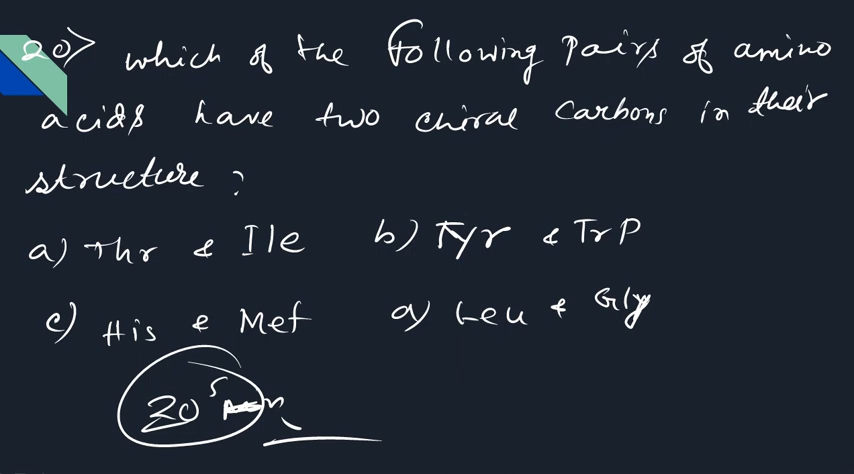 20> which of the following pairs of amino
acids have two chiral carbons in their
structure ?
a) Thr & Ile b) Tyr & Trp
c) His & Met d) Leu & Gly
20 s